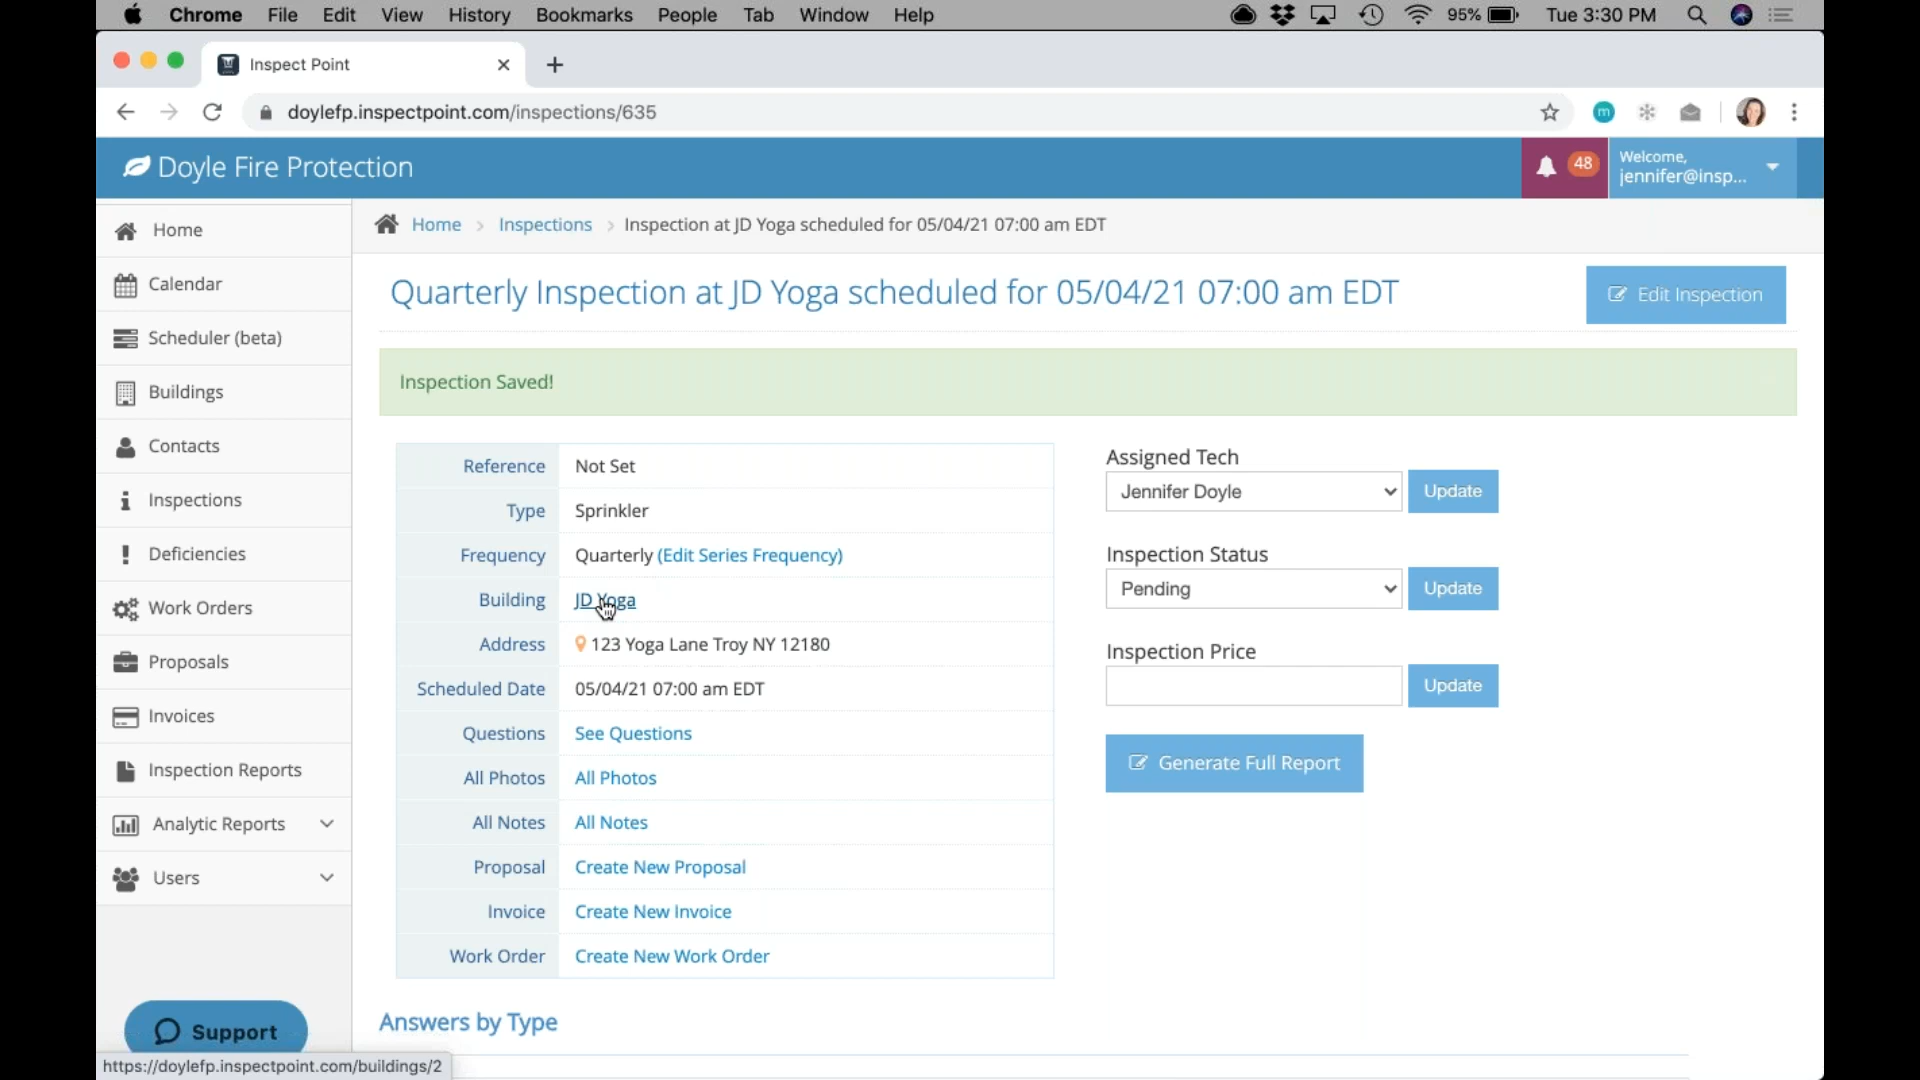 Chrome File Edit View History Bookmarks People Tab Window Help 95% Tue 3:30 PM
Inspect Point
doylefp.inspectpoint.com/inspections/635 m
Doyle Fire Protection 48 Welcome,
jennifer@insp...
Home
Calendar
Scheduler (beta)
Buildings
Contacts
Inspections
Deficiencies
Work Orders
Proposals
Invoices
Inspection Reports
Analytic Reports
Users
Support
Home > Inspections > Inspection at JD Yoga scheduled for 05/04/21 07:00 am EDT
Quarterly Inspection at JD Yoga scheduled for 05/04/21 07:00 am EDT
Edit Inspection
Inspection Saved!
Reference Not Set
Type Sprinkler
Frequency Quarterly (Edit Series Frequency)
Building JD Yoga
Address 123 Yoga Lane Troy NY 12180
Scheduled Date 05/04/21 07:00 am EDT
Questions See Questions
All Photos All Photos
All Notes All Notes
Proposal Create New Proposal
Invoice Create New Invoice
Work Order Create New Work Order
Assigned Tech
Jennifer Doyle Update
Inspection Status
Pending Update
Inspection Price
Update
Generate Full Report
Answers by Type
https://doylefp.inspectpoint.com/buildings/2